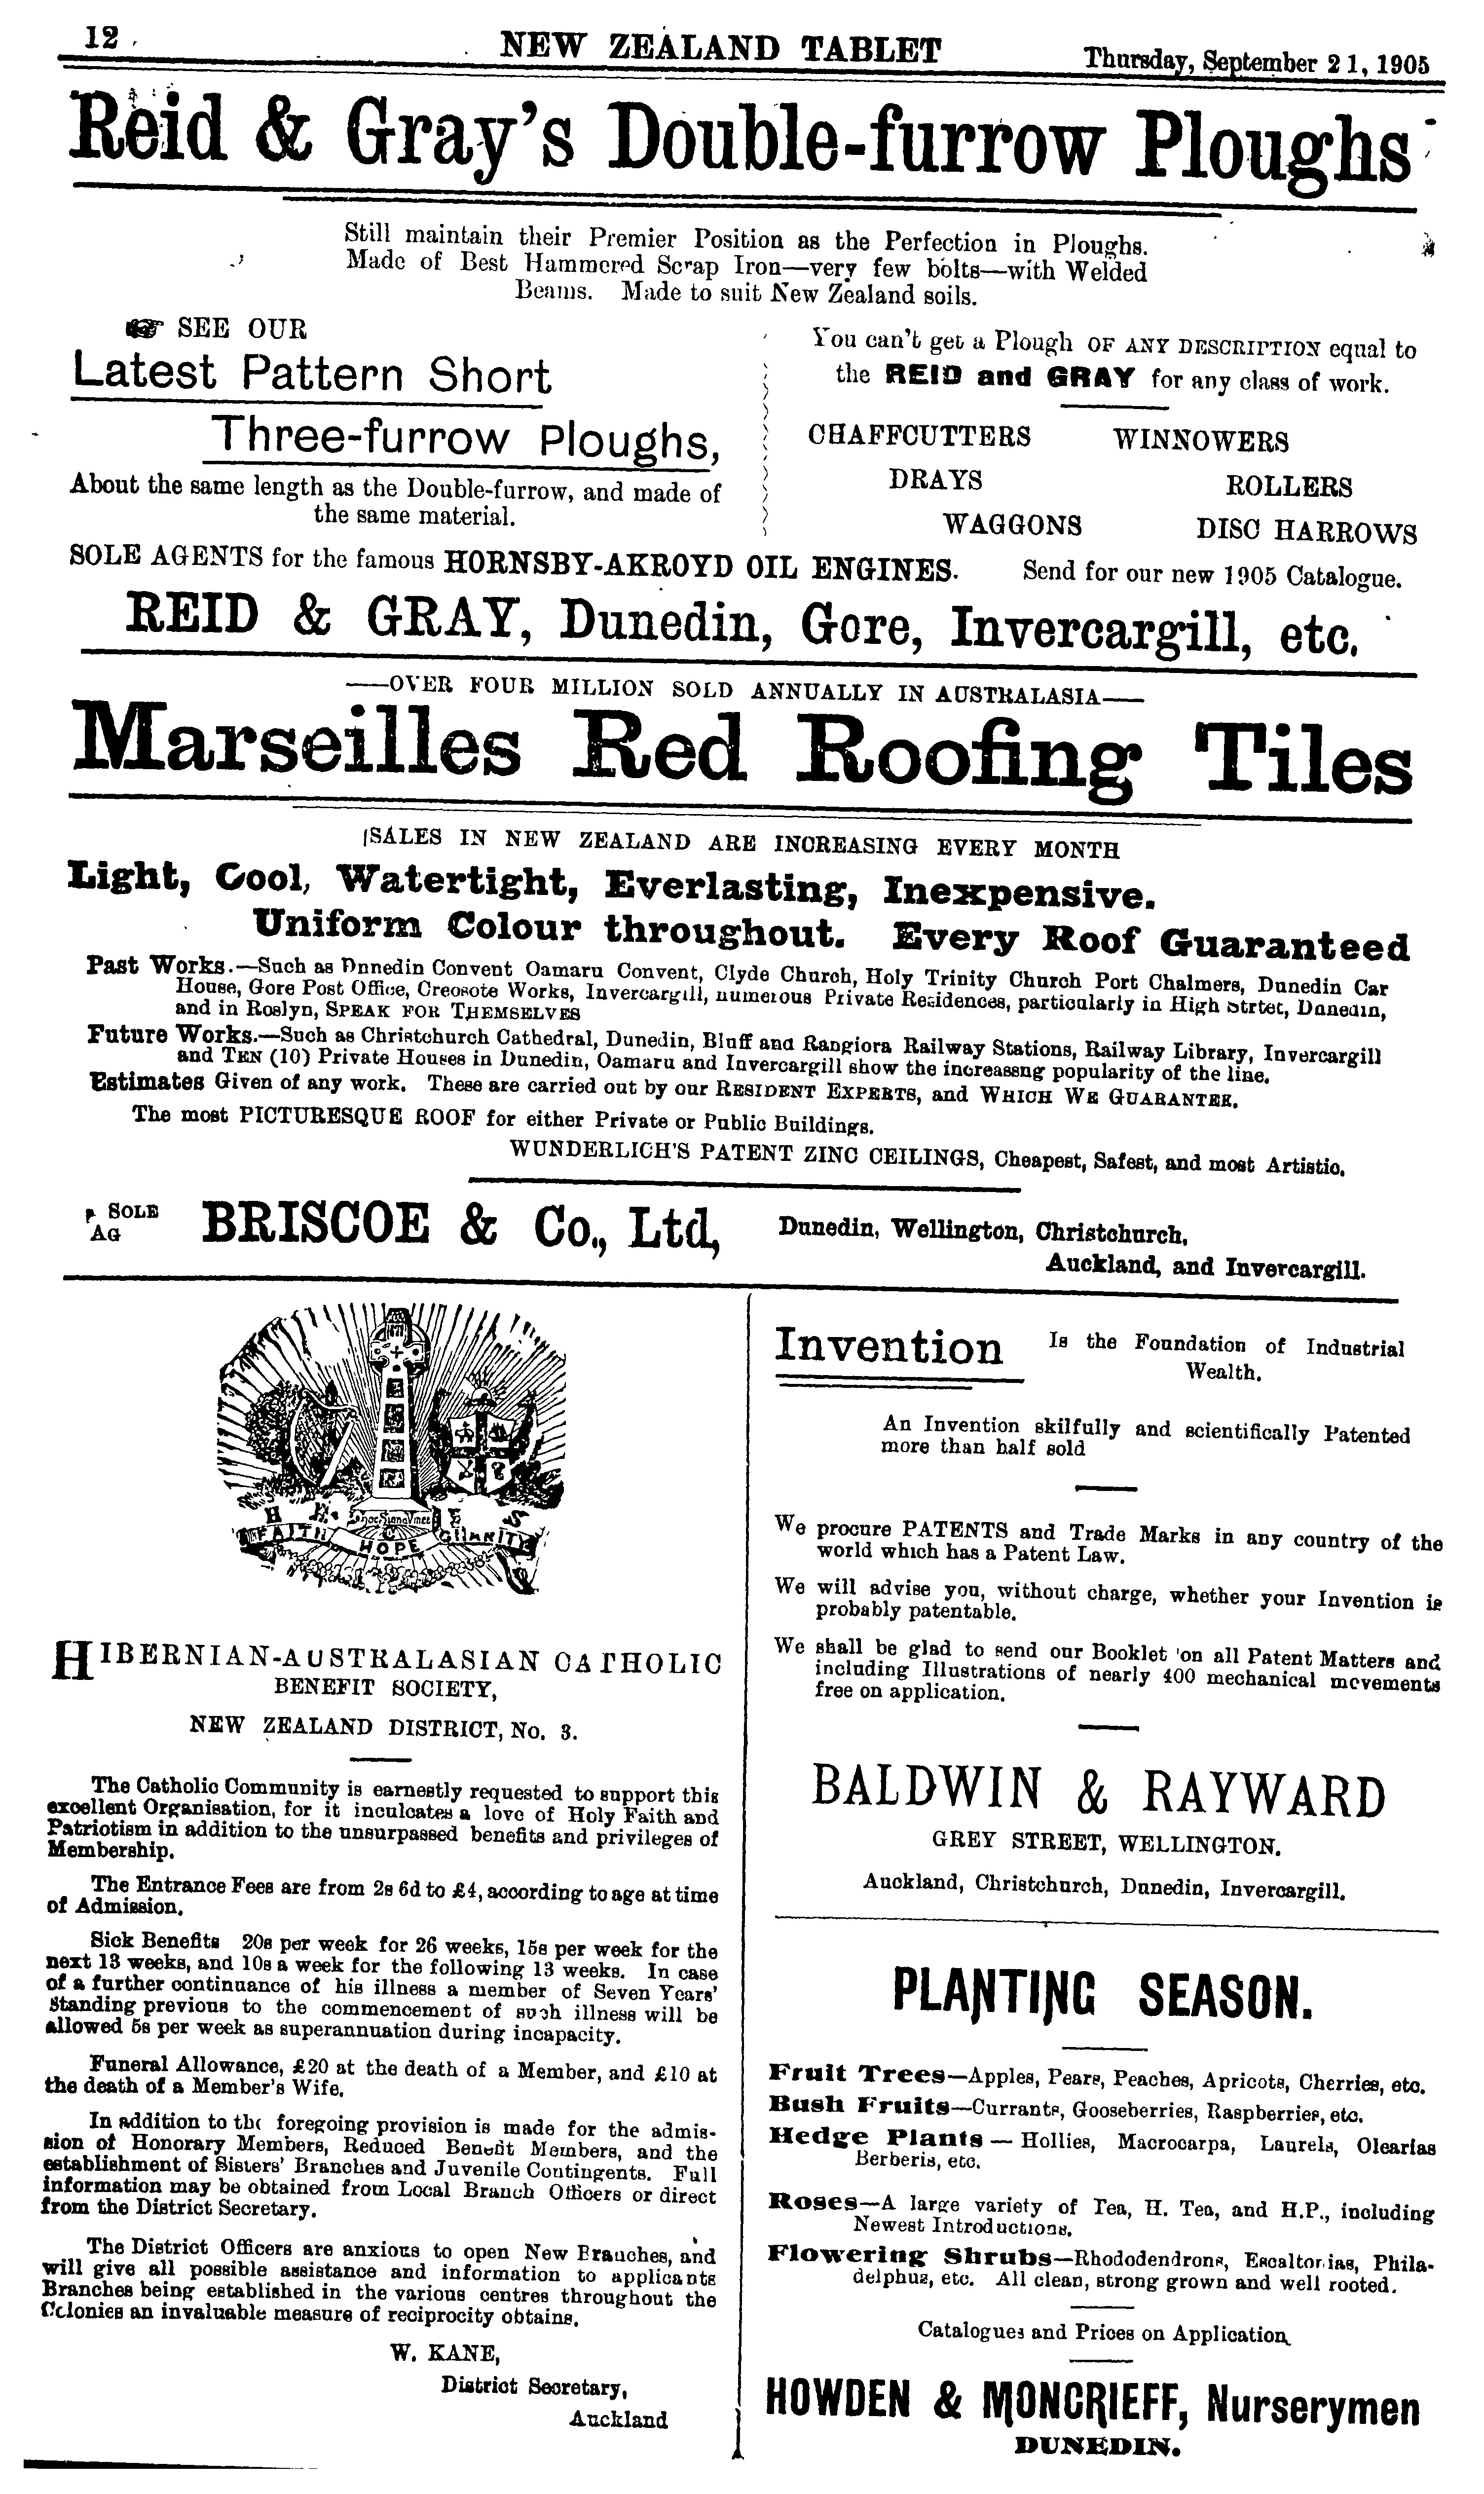 12
NEW ZEALAND TABLET
Thursday, September 21, 1905
Reid & Gray's Double-furrow Ploughs
Still maintain their Premier Position as the Perfection in Ploughs.
Made of Best Hammered Scrap Iron—very few bolts—with Welded
Beams. Made to suit New Zealand soils.
SEE OUR
Latest Pattern Short
Three-furrow Ploughs,
About the same length as the Double-furrow, and made of
the same material.
You can't get a Plough OF ANY DESCRIPTION equal to
the REID and GRAY for any class of work.
CHAFFCUTTERS WINNOWERS
DRAYS ROLLERS
WAGGONS DISC HARROWS
SOLE AGENTS for the famous HORNSBY-AKROYD OIL ENGINES. Send for our new 1905 Catalogue.
REID & GRAY, Dunedin, Gore, Invercargill, etc.
—OVER FOUR MILLION SOLD ANNUALLY IN AUSTRALASIA—
Marseilles Red Roofing Tiles
SALES IN NEW ZEALAND ARE INCREASING EVERY MONTH
Light, Cool, Watertight, Everlasting, Inexpensive.
Uniform Colour throughout. Every Roof Guaranteed
Past Works.—Such as Dunedin Convent Oamaru Convent, Clyde Church, Holy Trinity Church Port Chalmers, Dunedin Car
House, Gore Post Office, Creosote Works, Invercargill, numerous Private Residences, particularly in High Strtet, Dunedin,
and in Roslyn, SPEAK FOR THEMSELVES
Future Works.—Such as Christchurch Cathedral, Dunedin, Bluff and Rangiora Railway Stations, Railway Library, Invercargill
and TEN (10) Private Houses in Dunedin, Oamaru and Invercargill show the increasng popularity of the line.
Estimates Given of any work. These are carried out by our RESIDENT EXPERTS, and WHICH WE GUARANTEE.
The most PICTURESQUE ROOF for either Private or Public Buildings.
WUNDERLICH'S PATENT ZINC CEILINGS, Cheapest, Safest, and most Artistic.
SOLE
AG
BRISCOE & Co., Ltd,
Dunedin, Wellington, Christchurch,
Auckland, and Invercargill.
H. A. C. B. S.
Hoc Signo Vinces
FAITH HOPE CHARITY
HIBERNIAN-AUSTRALASIAN CATHOLIC
BENEFIT SOCIETY,
NEW ZEALAND DISTRICT, No. 3.
The Catholic Community is earnestly requested to support this
excellent Organisation, for it inculcates a love of Holy Faith and
Patriotism in addition to the unsurpassed benefits and privileges of
Membership.
The Entrance Fees are from 2s 6d to £4, according to age at time
of Admission.
Sick Benefits 20s per week for 26 weeks, 15s per week for the
next 13 weeks, and 10s a week for the following 13 weeks. In case
of a further continuance of his illness a member of Seven Years'
Standing previous to the commencement of such illness will be
allowed 5s per week as superannuation during incapacity.
Funeral Allowance, £20 at the death of a Member, and £10 at
the death of a Member's Wife.
In addition to the foregoing provision is made for the admis-
sion of Honorary Members, Reduced Benefit Members, and the
establishment of Sisters' Branches and Juvenile Contingents. Full
information may be obtained from Local Branch Officers or direct
from the District Secretary.
The District Officers are anxious to open New Branches, and
will give all possible assistance and information to applicants
Branches being established in the various centres throughout the
Colonies an invaluable measure of reciprocity obtains.
W. KANE,
District Secretary,
Auckland
Invention Is the Foundation of Industrial
Wealth.
An Invention skilfully and scientifically Patented
more than half sold
We procure PATENTS and Trade Marks in any country of the
world which has a Patent Law.
We will advise you, without charge, whether your Invention is
probably patentable.
We shall be glad to send our Booklet 'on all Patent Matters and
including Illustrations of nearly 400 mechanical movements
free on application.
BALDWIN & RAYWARD
GREY STREET, WELLINGTON.
Auckland, Christchurch, Dunedin, Invercargill.
PLANTING SEASON.
Fruit Trees—Apples, Pears, Peaches, Apricots, Cherries, etc.
Bush Fruits—Currants, Gooseberries, Raspberries, etc.
Hedge Plants — Hollies, Macrocarpa, Laurels, Olearias
Berberis, etc.
Roses—A large variety of Tea, H. Tea, and H.P., including
Newest Introductions.
Flowering Shrubs—Rhododendrons, Escaltonias, Phila-
delphus, etc. All clean, strong grown and well rooted.
Catalogues and Prices on Application.
HOWDEN & MONCRIEFF, Nurserymen
DUNEDIN.